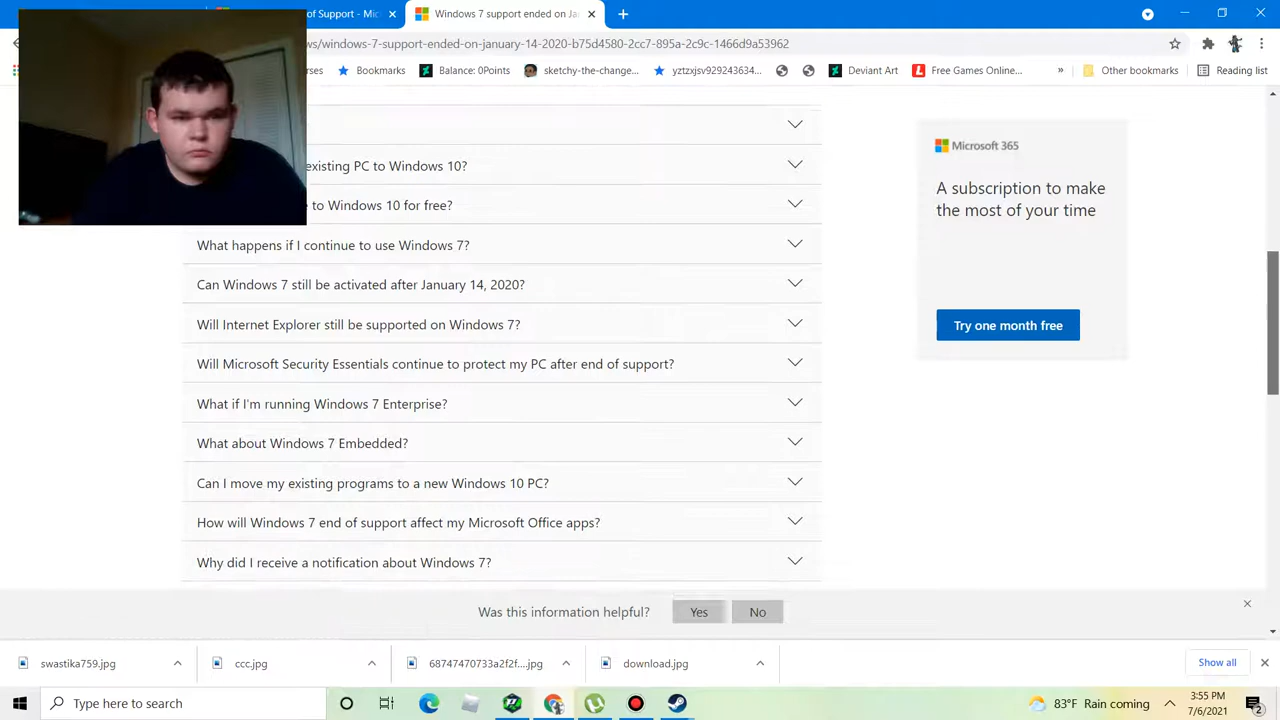 of Support - Mic
Windows 7 support ended on Jan
ws/windows-7-support-ended-on-january-14-2020-b75d4580-2cc7-895a-2c9c-1466d9a53962
Bookmarks
Balance: 0Points
sketchy-the-change...
yztzxjsv929243634...
Deviant Art
Free Games Online...
»
Other bookmarks
Reading list
existing PC to Windows 10?
to Windows 10 for free?
What happens if I continue to use Windows 7?
Can Windows 7 still be activated after January 14, 2020?
Will Internet Explorer still be supported on Windows 7?
Will Microsoft Security Essentials continue to protect my PC after end of support?
What if I'm running Windows 7 Enterprise?
What about Windows 7 Embedded?
Can I move my existing programs to a new Windows 10 PC?
How will Windows 7 end of support affect my Microsoft Office apps?
Why did I receive a notification about Windows 7?
Microsoft 365
A subscription to make
the most of your time
Try one month free
Was this information helpful?
Yes
No
swastika759.jpg
ccc.jpg
68747470733a2f2f....jpg
download.jpg
Show all
Type here to search
83°F Rain coming
3:55 PM
7/6/2021
2